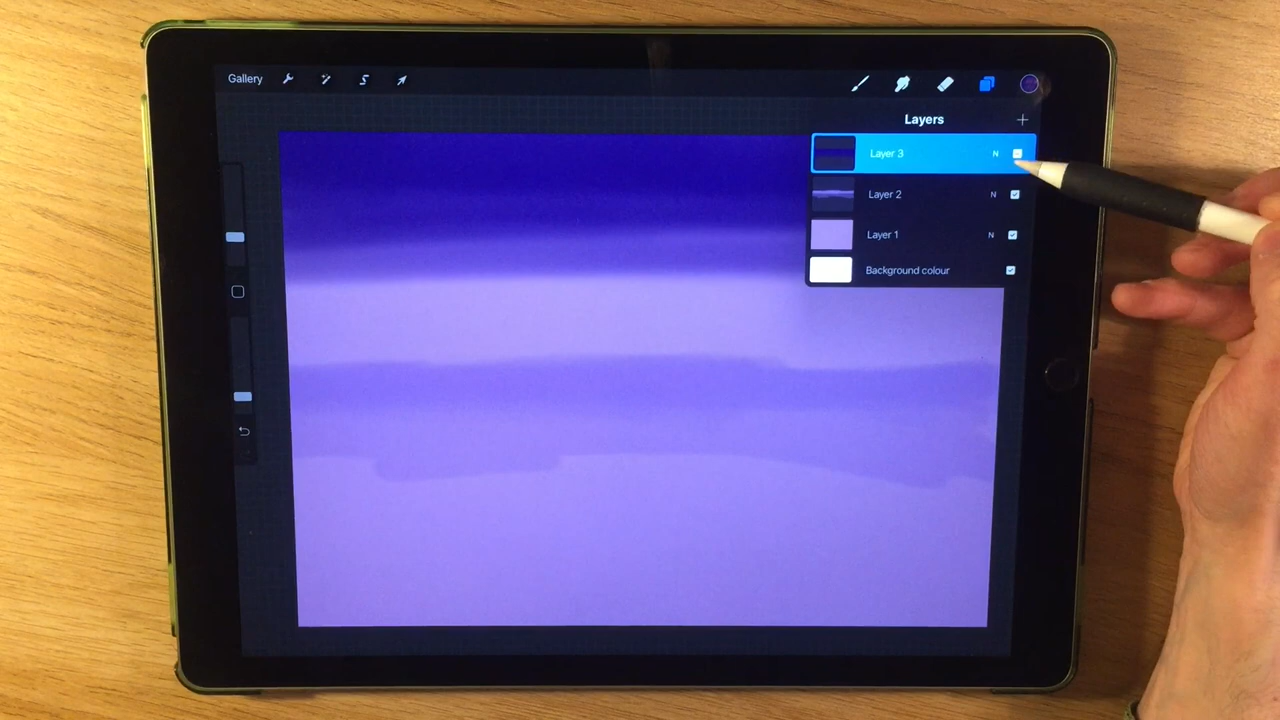 Gallery
Layers
Layer 3 N
Layer 2 N
Layer 1 N
Background colour